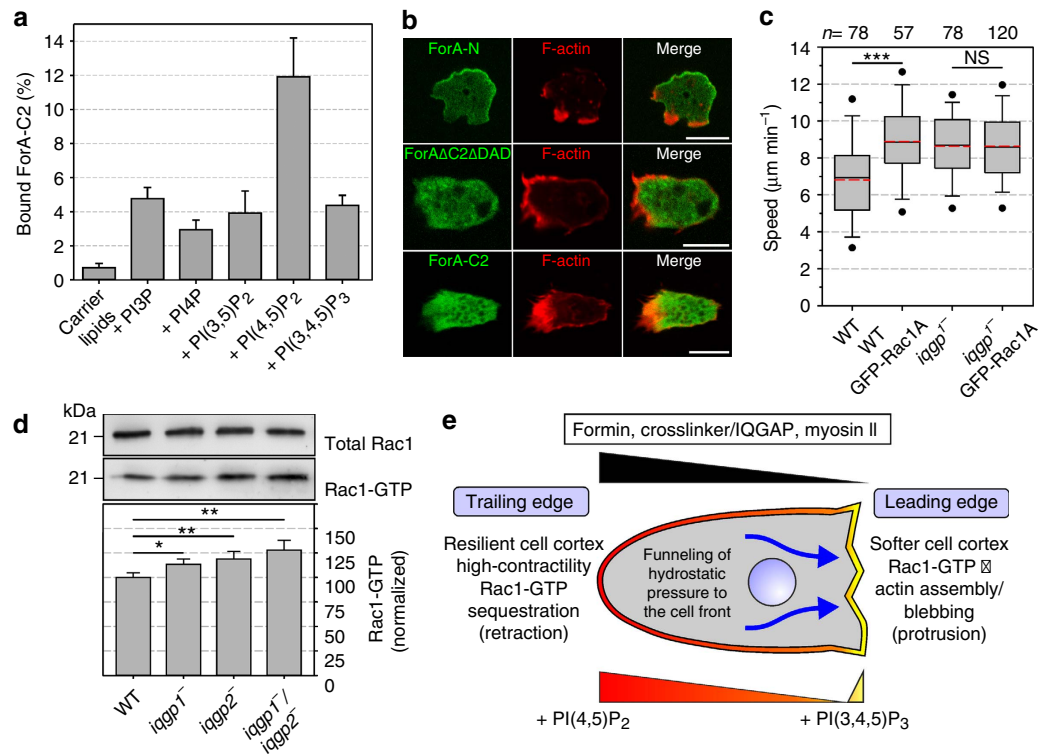 a
Bound ForA-C2 (%)
14
12
10
8
6
4
2
0
Carrier lipids
+ PI3P
+ PI4P
+ PI(3,5)P2
+ PI(4,5)P2
+ PI(3,4,5)P3
b
ForA-N
F-actin
Merge
ForAΔC2ΔDAD
F-actin
Merge
ForA-C2
F-actin
Merge
c
n= 78 57 78 120
Speed (μm min−1)
14
12
10
8
6
4
2
0
***
NS
WT
WT GFP-Rac1A
iqgp1−
iqgp1− GFP-Rac1A
d
kDa
21
Total Rac1
21
Rac1-GTP
**
**
*
150
125
100
75
50
25
0
Rac1-GTP
(normalized)
WT
iqgp1−
iqgp2−
iqgp1−/
iqgp2−
e
Formin, crosslinker/IQGAP, myosin II
Trailing edge
Resilient cell cortex
high-contractility
Rac1-GTP
sequestration
(retraction)
Funneling of
hydrostatic
pressure to
the cell front
Leading edge
Softer cell cortex
Rac1-GTP
actin assembly/
blebbing
(protrusion)
+ PI(4,5)P2
+ PI(3,4,5)P3